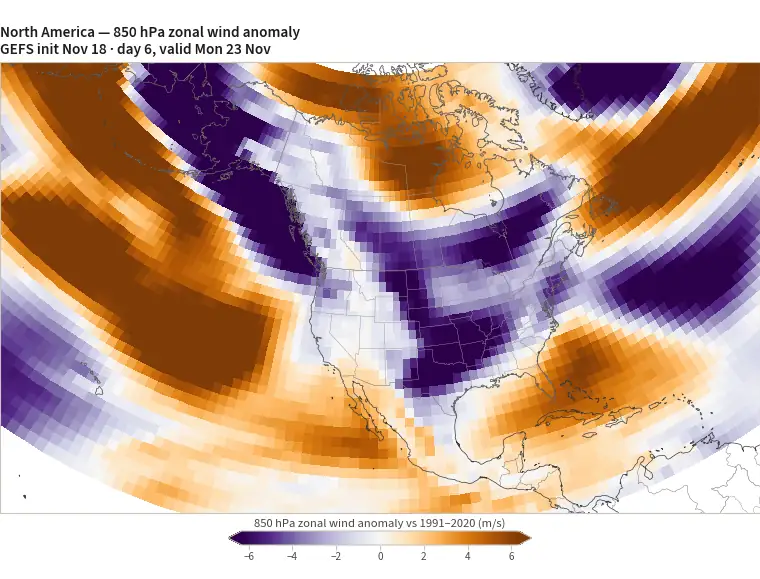 North America — 850 hPa zonal wind anomaly
GEFS init Nov 18 · day 6, valid Mon 23 Nov
850 hPa zonal wind anomaly vs 1991–2020 (m/s)
−6 −4 −2 0 2 4 6